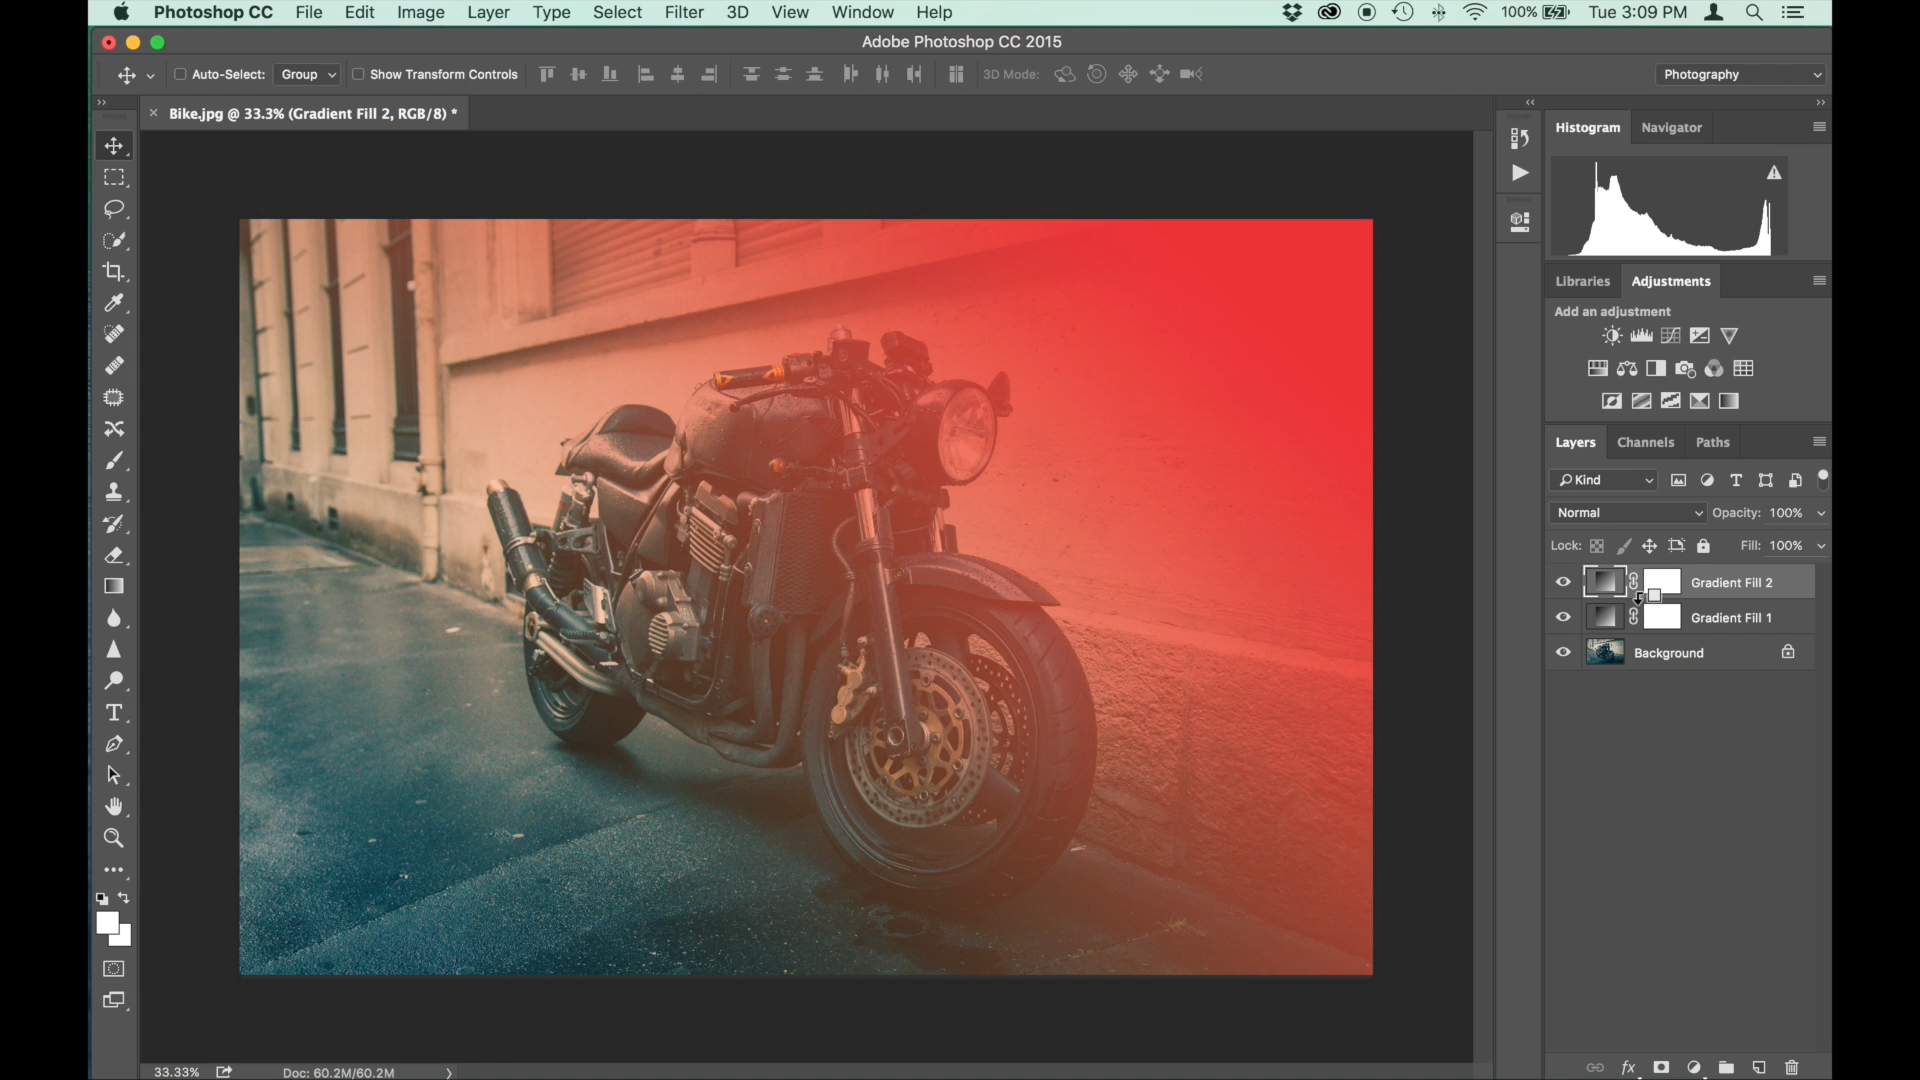 Photoshop CC File Edit Image Layer Type Select Filter 3D View Window Help 100% Tue 3:09 PM
Adobe Photoshop CC 2015
Auto-Select: Group Show Transform Controls 3D Mode: Photography
Bike.jpg @ 33.3% (Gradient Fill 2, RGB/8) *
Histogram Navigator
Libraries Adjustments
Add an adjustment
Layers Channels Paths
Kind
Normal Opacity: 100%
Lock: Fill: 100%
Gradient Fill 2
Gradient Fill 1
Background
33.33% Doc: 60.2M/60.2M
fx